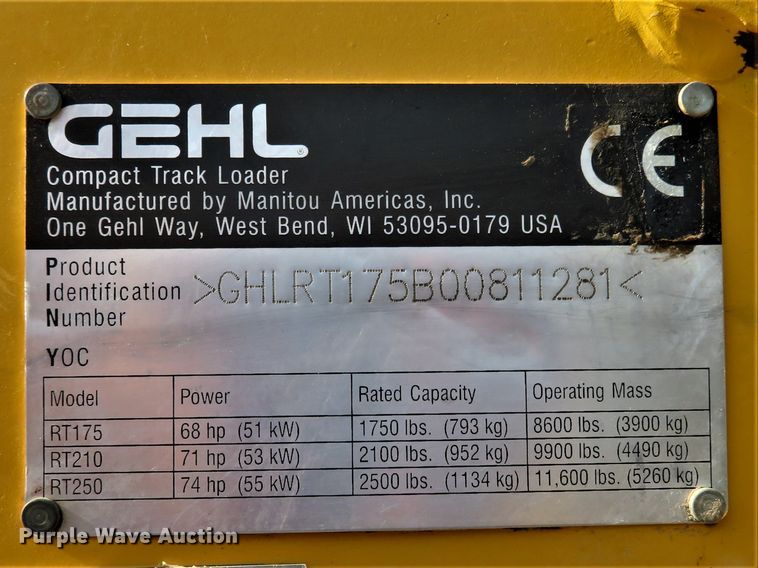 GEHL®
CE
Compact Track Loader
Manufactured by Manitou Americas, Inc.
One Gehl Way, West Bend, WI 53095-0179 USA
Product
Identification >GHLRT175B00811281<
Number
YOC
Model Power Rated Capacity Operating Mass
RT175 68 hp (51 kW) 1750 lbs. (793 kg) 8600 lbs. (3900 kg)
RT210 71 hp (53 kW) 2100 lbs. (952 kg) 9900 lbs. (4490 kg)
RT250 74 hp (55 kW) 2500 lbs. (1134 kg) 11,600 lbs. (5260 kg)
Purple Wave Auction